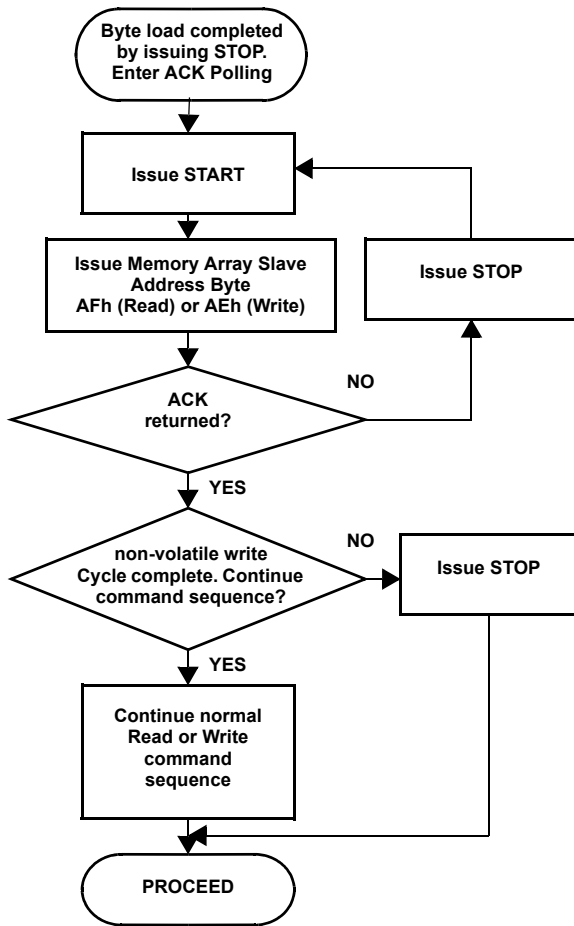 Byte load completed
by issuing STOP.
Enter ACK Polling
Issue START
Issue Memory Array Slave
Address Byte
AFh (Read) or AEh (Write)
Issue STOP
ACK
returned?
NO
YES
non-volatile write
Cycle complete. Continue
command sequence?
NO
Issue STOP
YES
Continue normal
Read or Write
command
sequence
PROCEED